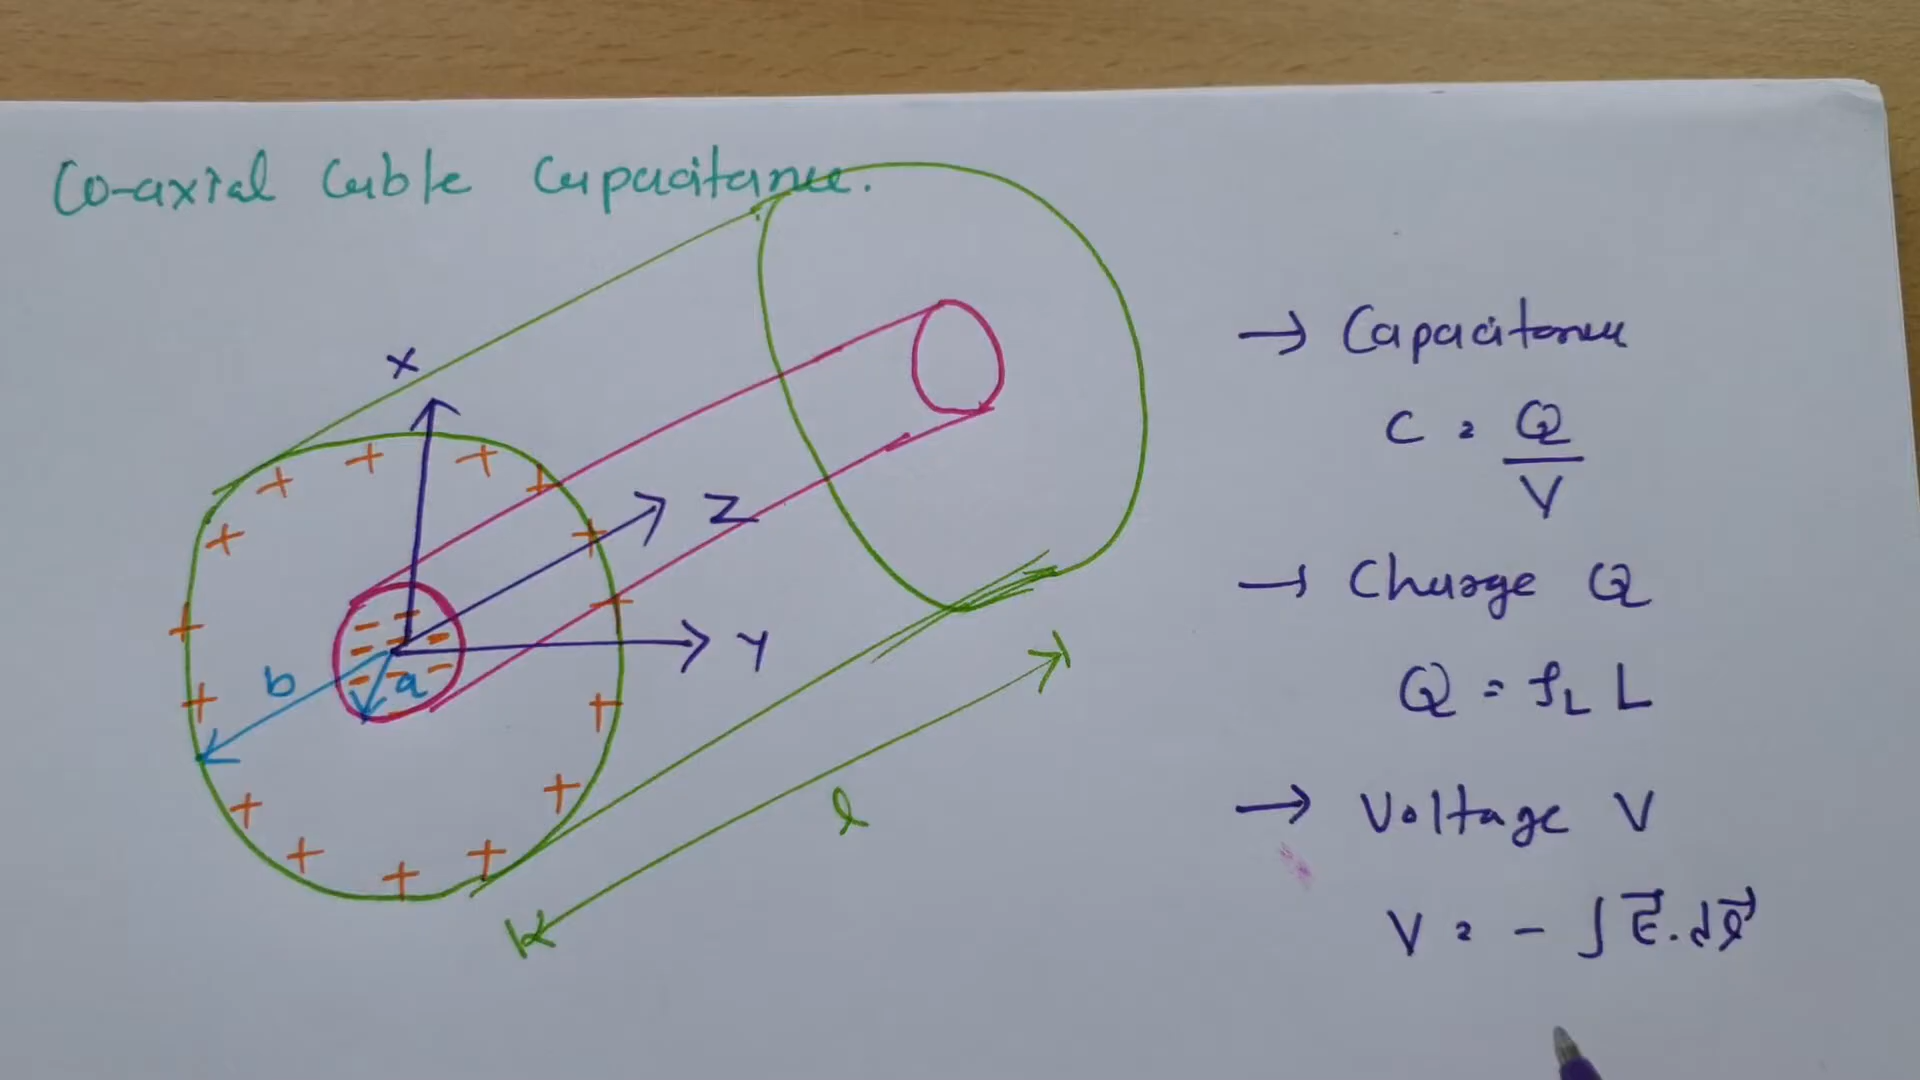 Co-axial Cable Capacitance.
X
Z
Y
b
a
l
→ Capacitance
C = Q / V
→ Charge Q
Q = ρL L
→ Voltage V
V = - ∫ E⃗ . dl⃗